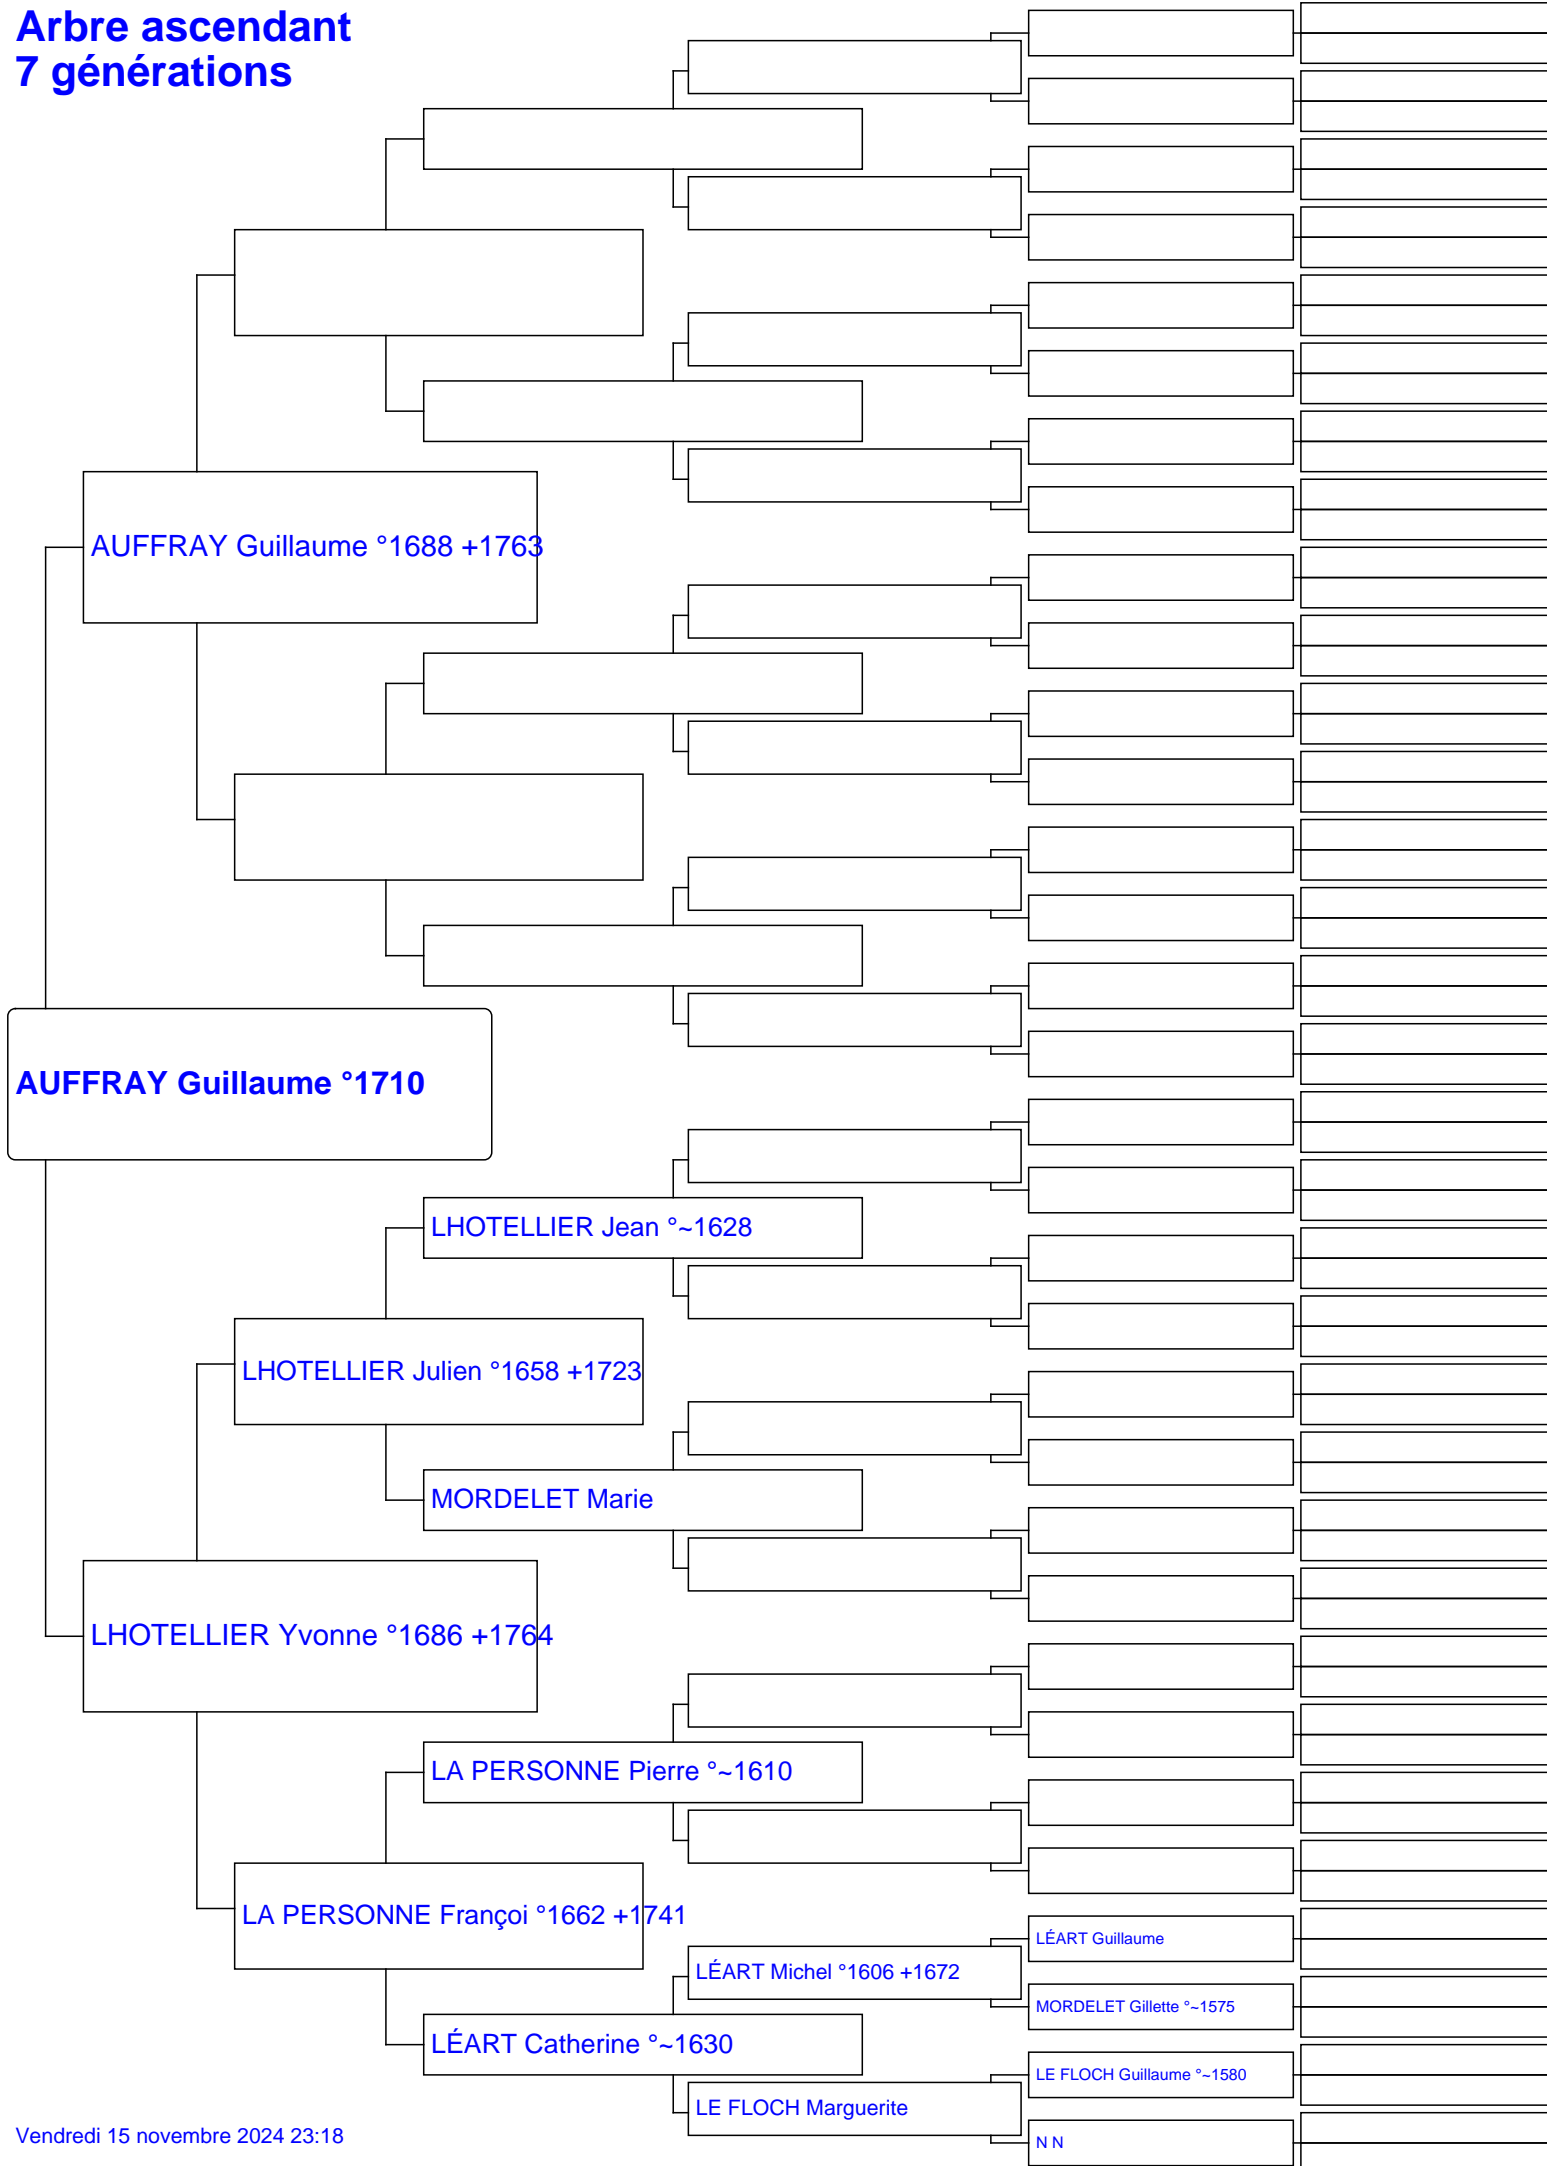 Arbre ascendant
7 générations
AUFFRAY Guillaume °1688 +1763
AUFFRAY Guillaume °1710
LHOTELLIER Jean °~1628
LHOTELLIER Julien °1658 +1723
MORDELET Marie
LHOTELLIER Yvonne °1686 +1764
LA PERSONNE Pierre °~1610
LA PERSONNE Françoi °1662 +1741
LÉART Guillaume
LÉART Michel °1606 +1672
MORDELET Gillette °~1575
LÉART Catherine °~1630
LE FLOCH Guillaume °~1580
LE FLOCH Marguerite
N N
Vendredi 15 novembre 2024 23:18